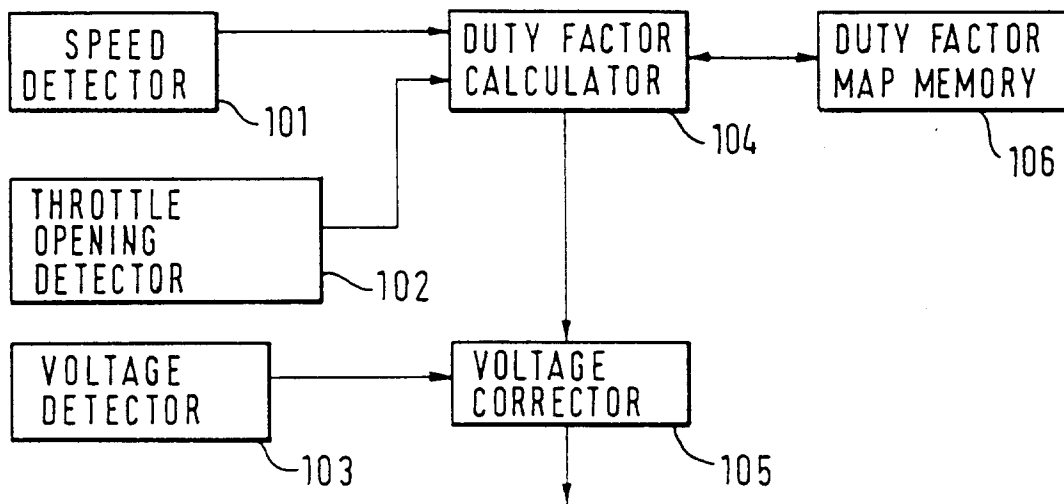 SPEED
DETECTOR
101
DUTY FACTOR
CALCULATOR
104
DUTY FACTOR
MAP MEMORY
106
THROTTLE
OPENING
DETECTOR
102
VOLTAGE
DETECTOR
103
VOLTAGE
CORRECTOR
105